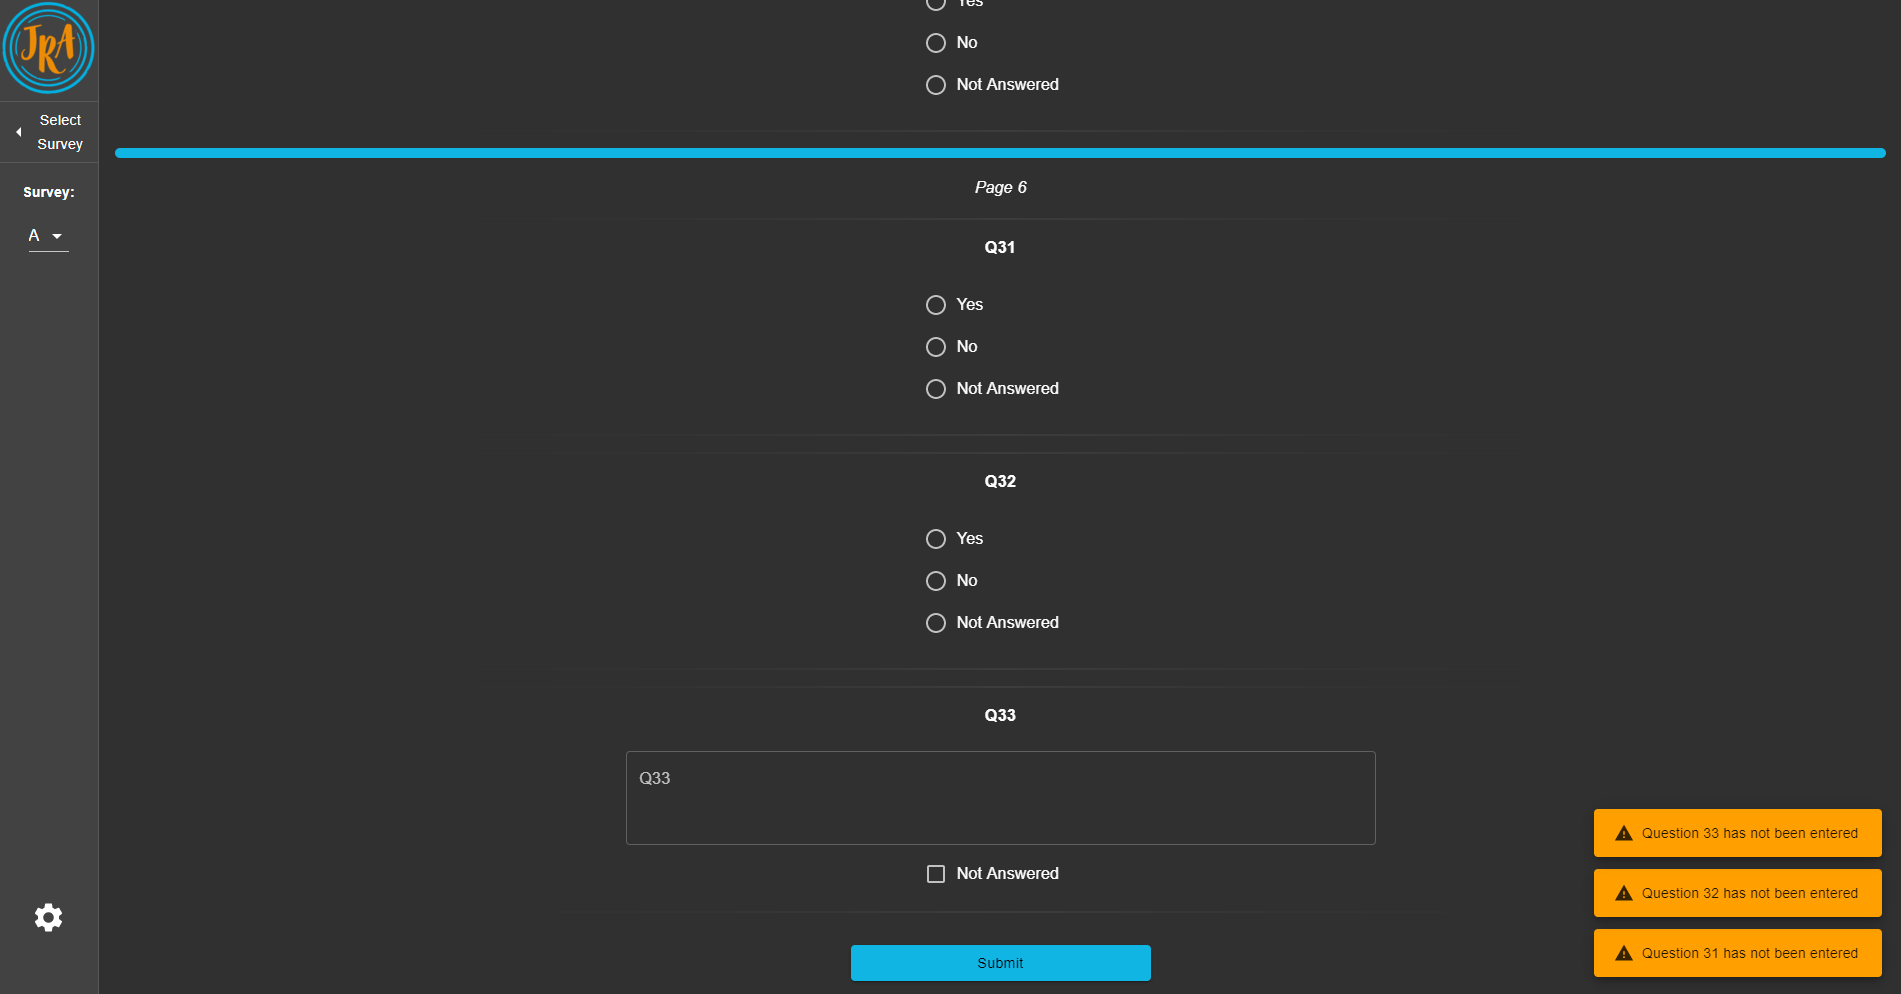 JRA
Select
Survey
Survey:
A
Yes
No
Not Answered
Page 6
Q31
Yes
No
Not Answered
Q32
Yes
No
Not Answered
Q33
Q33
Not Answered
Submit
Question 33 has not been entered
Question 32 has not been entered
Question 31 has not been entered